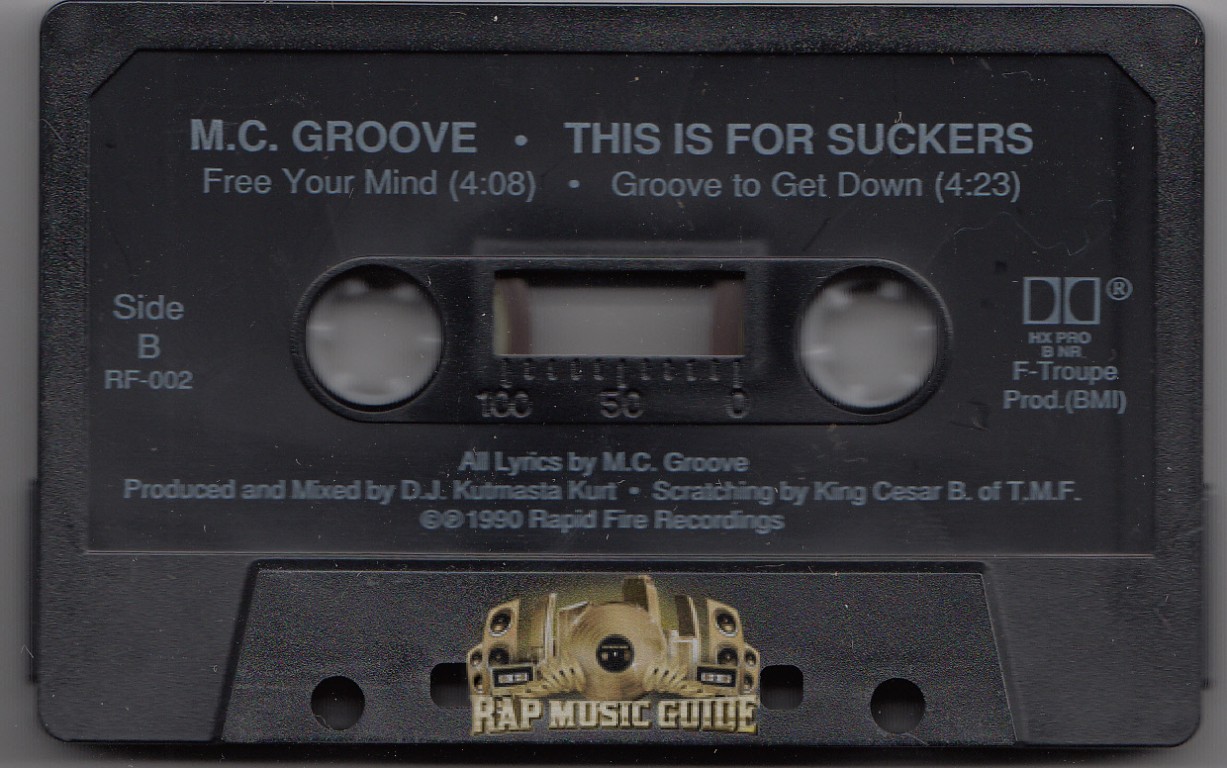 M.C. GROOVE • THIS IS FOR SUCKERS
Free Your Mind (4:08) • Groove to Get Down (4:23)
Side
B
RF-002
®
HX PRO
B NR
F-Troupe
Prod.(BMI)
100 50 0
All Lyrics by M.C. Groove
Produced and Mixed by D.J. Kutmasta Kurt • Scratching by King Cesar B. of T.M.F.
©℗1990 Rapid Fire Recordings
RAP MUSIC GUIDE